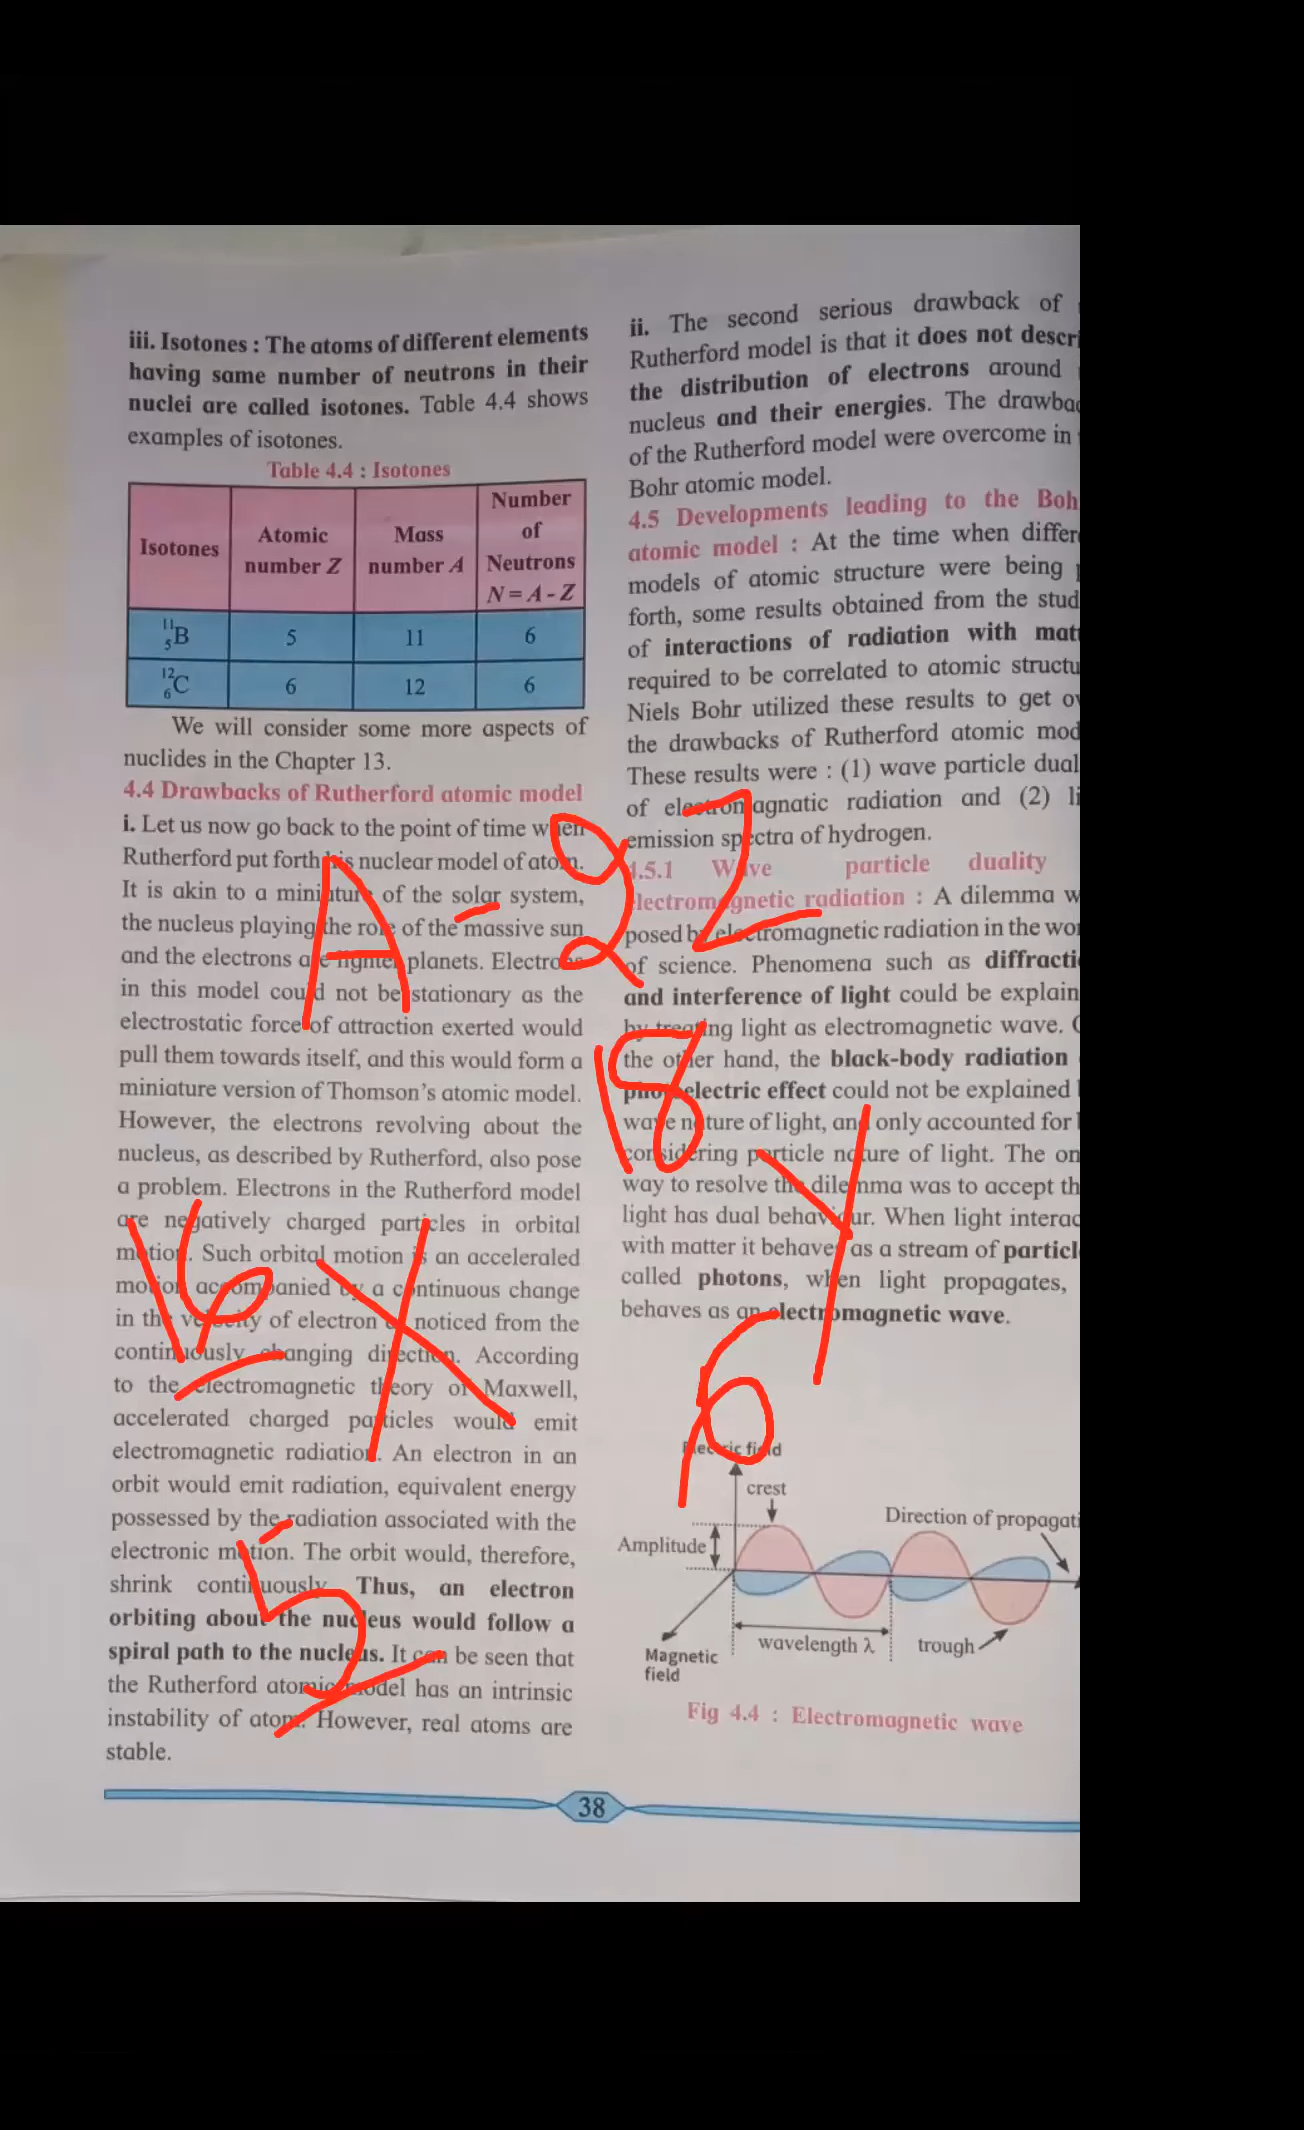 iii. Isotones : The atoms of different elements
having same number of neutrons in their
nuclei are called isotones. Table 4.4 shows
examples of isotones.
Table 4.4 : Isotones
Isotones Atomic number Z Mass number A Number of Neutrons N = A - Z
¹¹₅B 5 11 6
¹²₆C 6 12 6
We will consider some more aspects of
nuclides in the Chapter 13.
4.4 Drawbacks of Rutherford atomic model
i. Let us now go back to the point of time when
Rutherford put forth his nuclear model of atom.
It is akin to a miniature of the solar system,
the nucleus playing the role of the massive sun
and the electrons are lighter planets. Electrons
in this model could not be stationary as the
electrostatic force of attraction exerted would
pull them towards itself, and this would form a
miniature version of Thomson's atomic model.
However, the electrons revolving about the
nucleus, as described by Rutherford, also pose
a problem. Electrons in the Rutherford model
are negatively charged particles in orbital
motion. Such orbital motion is an acceleraled
motion accompanied by a continuous change
in the velocity of electron as noticed from the
continuously changing direction. According
to the electromagnetic theory of Maxwell,
accelerated charged particles would emit
electromagnetic radiation. An electron in an
orbit would emit radiation, equivalent energy
possessed by the radiation associated with the
electronic motion. The orbit would, therefore,
shrink continuously. Thus, an electron
orbiting about the nucleus would follow a
spiral path to the nucleus. It can be seen that
the Rutherford atomic model has an intrinsic
instability of atom. However, real atoms are
stable.
ii. The second serious drawback of
Rutherford model is that it does not descri
the distribution of electrons around
nucleus and their energies. The drawbac
of the Rutherford model were overcome in
Bohr atomic model.
4.5 Developments leading to the Boh
atomic model : At the time when differe
models of atomic structure were being
forth, some results obtained from the stud
of interactions of radiation with matt
required to be correlated to atomic structu
Niels Bohr utilized these results to get ov
the drawbacks of Rutherford atomic mod
These results were : (1) wave particle dual
of electromagnatic radiation and (2) li
emission spectra of hydrogen.
4.5.1 Wave particle duality
electromagnetic radiation : A dilemma w
posed by electromagnetic radiation in the wor
of science. Phenomena such as diffracti
and interference of light could be explain
by treating light as electromagnetic wave.
the other hand, the black-body radiation
photoelectric effect could not be explained
wave nature of light, and only accounted for
considering particle nature of light. The on
way to resolve the dilemma was to accept th
light has dual behaviour. When light interac
with matter it behaves as a stream of particl
called photons, when light propagates,
behaves as an electromagnetic wave.
Electric field
crest
Direction of propagati
Amplitude
wavelength λ
trough
Magnetic
field
Fig 4.4 : Electromagnetic wave
38